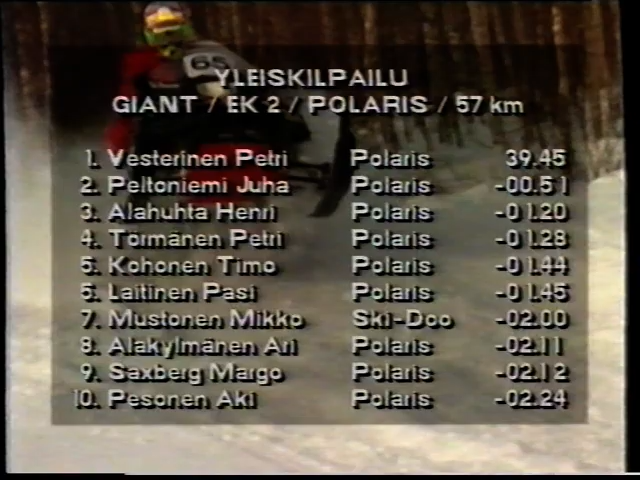 65
YLEISKILPAILU
GIANT / EK 2 / POLARIS / 57 km
1. Vesterinen Petri Polaris 39.45
2. Peltoniemi Juha Polaris -00.51
3. Alahuhta Henri Polaris -01.20
4. Törmänen Petri Polaris -01.28
5. Kohonen Timo Polaris -01.44
6. Laitinen Pasi Polaris -01.45
7. Mustonen Mikko Ski-Doo -02.00
8. Alakylmänen Ari Polaris -02.11
9. Saxberg Margo Polaris -02.12
10. Pesonen Aki Polaris -02.24